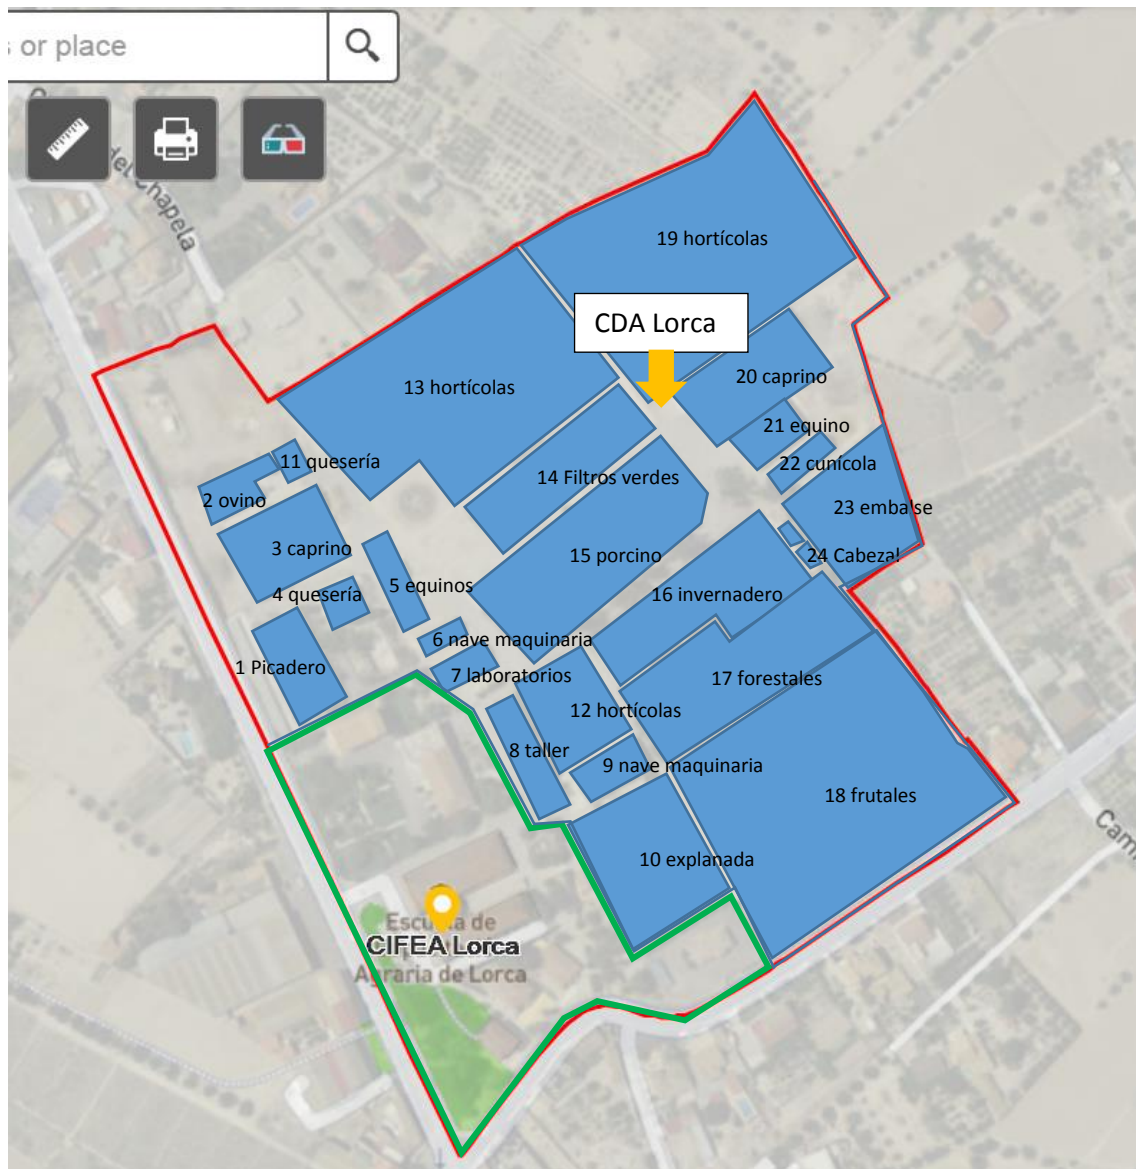 or place
del Chapela
19 hortícolas
CDA Lorca
20 caprino
13 hortícolas
21 equino
11 quesería
22 cunícola
14 Filtros verdes
2 ovino
23 embalse
3 caprino
15 porcino
24 Cabezal
5 equinos
4 quesería
16 invernadero
6 nave maquinaria
1 Picadero
7 laboratorios
17 forestales
12 hortícolas
8 taller
9 nave maquinaria
18 frutales
10 explanada
Escuela de
CIFEA Lorca
Agraria de Lorca